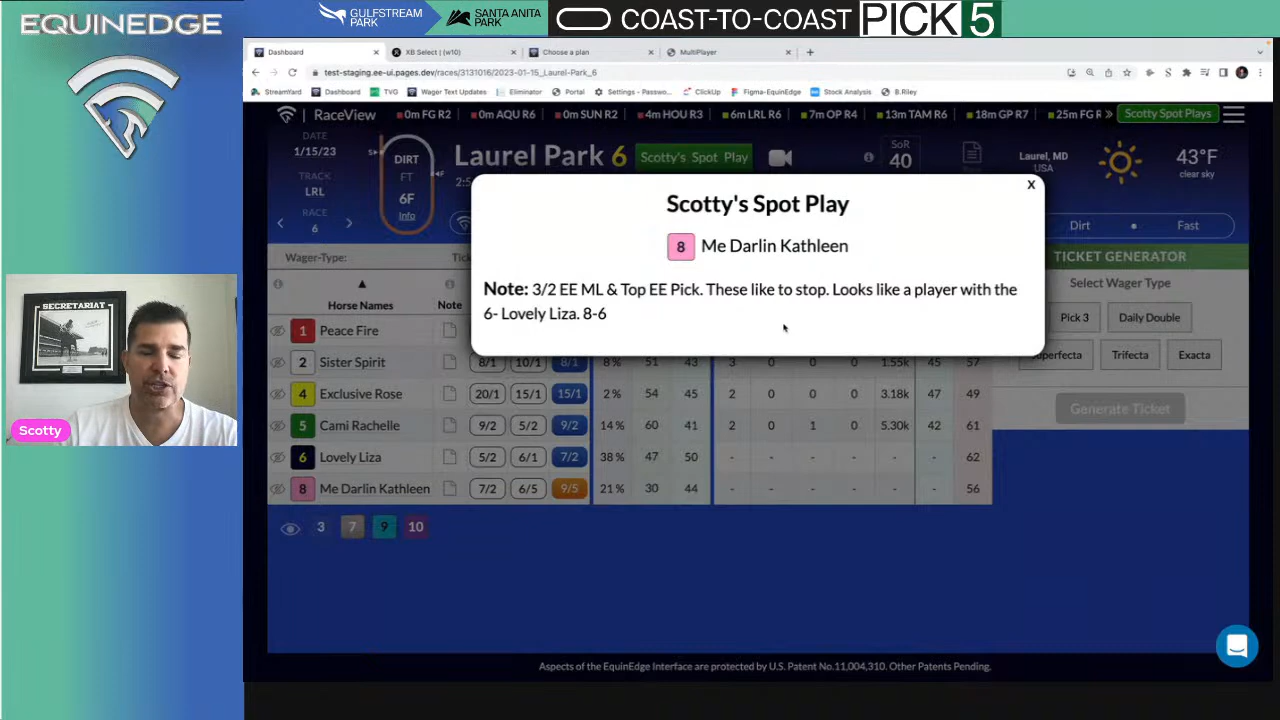 EQUINEDGE
GULFSTREAM PARK
SANTA ANITA PARK
COAST-TO-COAST PICK 5
Dashboard
XB Select | (w10)
Choose a plan
MultiPlayer
test-staging.ee-ui.pages.dev/races/3131016/2023-01-15_Laurel-Park_6
StreamYard Dashboard TVG Wager Text Updates Eliminator Portal Settings - Passwo... ClickUp Figma-EquinEdge Stock Analysis B.Riley
RaceView 0m FG R2 0m AQU R6 0m SUN R2 4m HOU R3 6m LRL R6 7m OP R4 13m TAM R6 18m GP R7 25m FG R » Scotty Spot Plays
DATE
1/15/23
TRACK
LRL
RACE
6
DIRT
FT
6F
Info
Laurel Park 6
Scotty's Spot Play
SoR
40
Laurel, MD
USA
43°F
clear sky
2:5
X
Scotty's Spot Play
8 Me Darlin Kathleen
Note: 3/2 EE ML & Top EE Pick. These like to stop. Looks like a player with the
6- Lovely Liza. 8-6
Dirt
Fast
Wager-Type:
Tic
TICKET GENERATOR
Select Wager Type
Pick 3
Daily Double
Superfecta
Trifecta
Exacta
Generate Ticket
Horse Names Note
1 Peace Fire
2 Sister Spirit 8/1 10/1 8/1 8% 51 43 3 0 0 0 1.55k 45 57
4 Exclusive Rose 20/1 15/1 15/1 2% 54 45 2 0 0 0 3.18k 47 49
5 Cami Rachelle 9/2 5/2 9/2 14% 60 41 2 0 1 0 5.30k 42 61
6 Lovely Liza 5/2 6/1 7/2 38% 47 50 - - - - - - 62
8 Me Darlin Kathleen 7/2 6/5 9/5 21% 30 44 - - - - - - 56
3 7 9 10
SECRETARIAT
Scotty
Aspects of the EquinEdge Interface are protected by U.S. Patent No.11,004,310. Other Patents Pending.